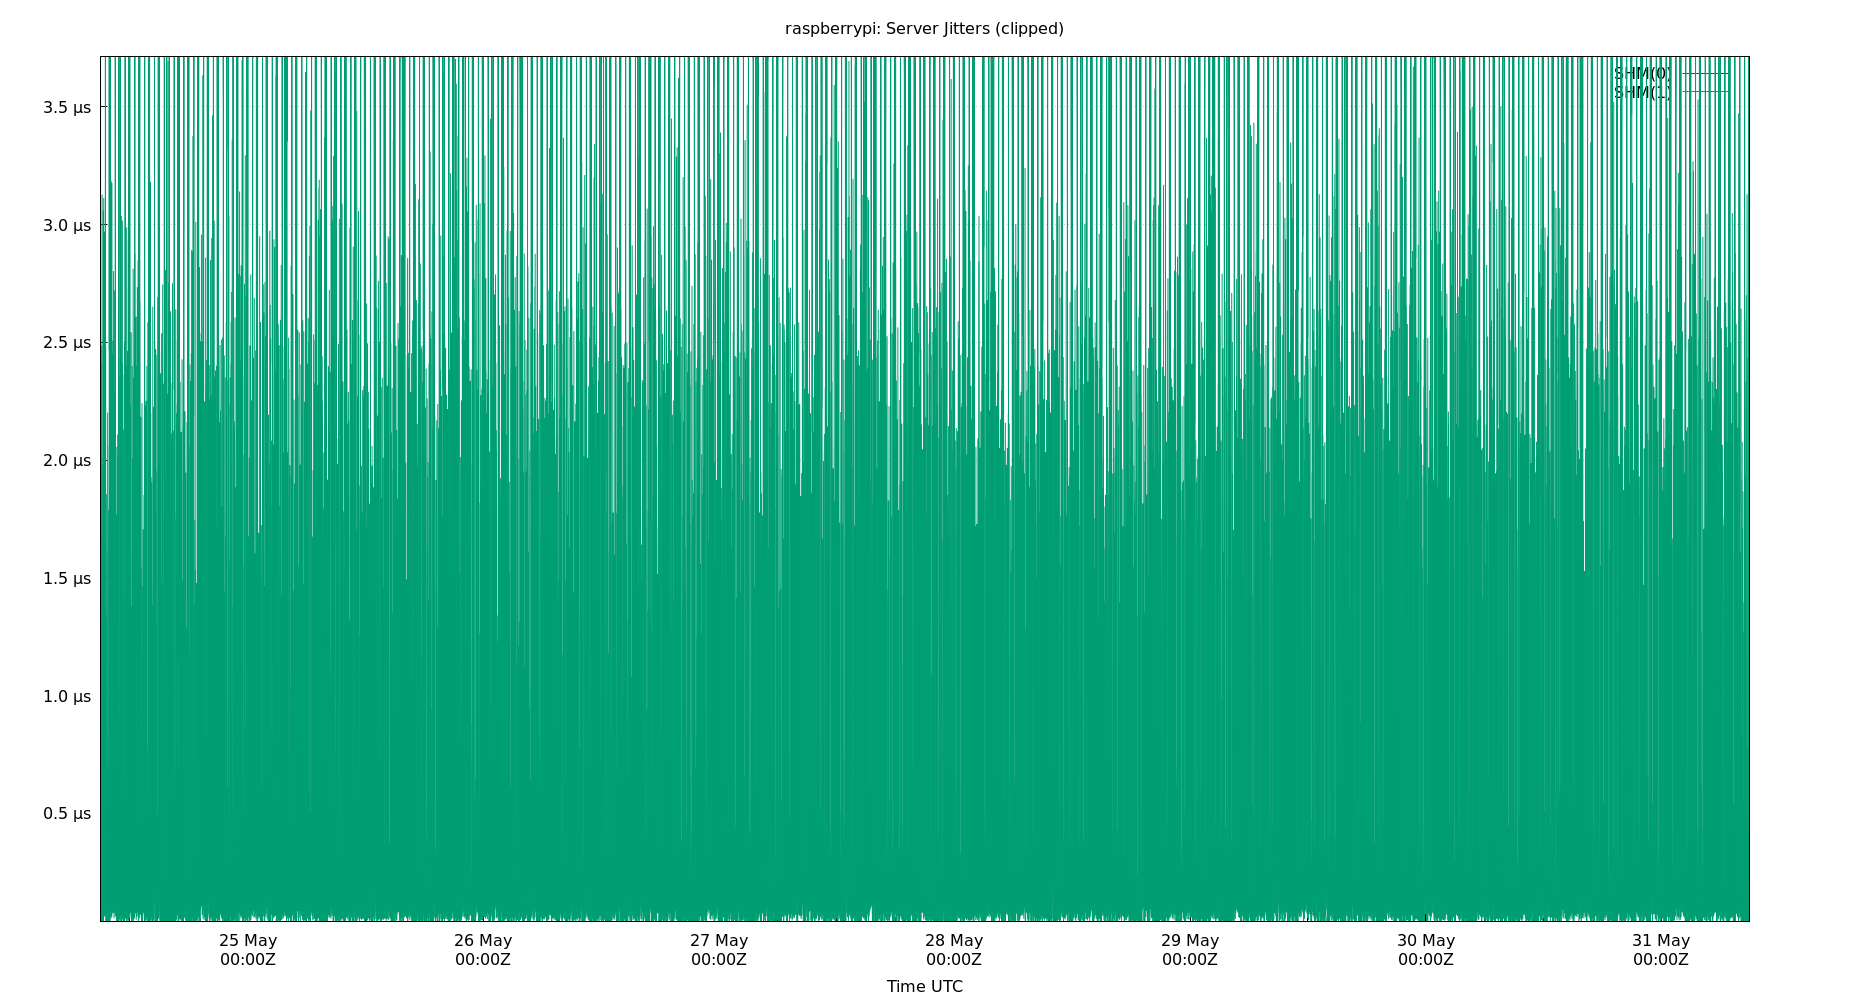 raspberrypi: Server Jitters (clipped)
SHM(0)
SHM(1)
3.5 µs
3.0 µs
2.5 µs
2.0 µs
1.5 µs
1.0 µs
0.5 µs
25 May 26 May 27 May 28 May 29 May 30 May 31 May
00:00Z 00:00Z 00:00Z 00:00Z 00:00Z 00:00Z 00:00Z
Time UTC